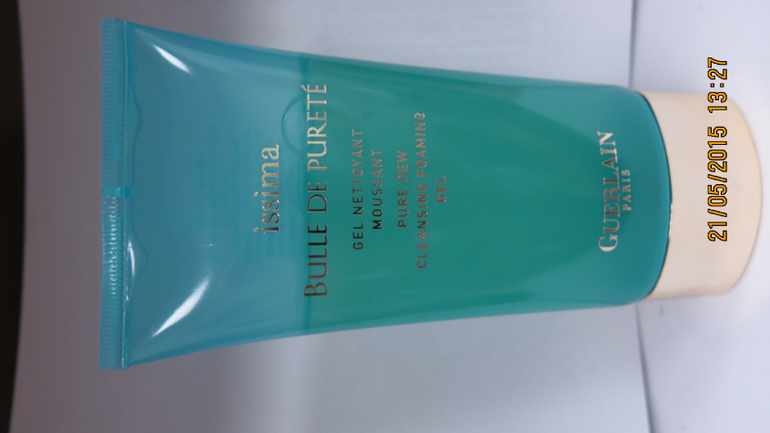 issima
BULLE DE PURETÉ
GEL NETTOYANT
MOUSSANT
PURE DEW
CLEANSING FOAMING
GEL
GUERLAIN
PARIS
21/05/2015 13:27